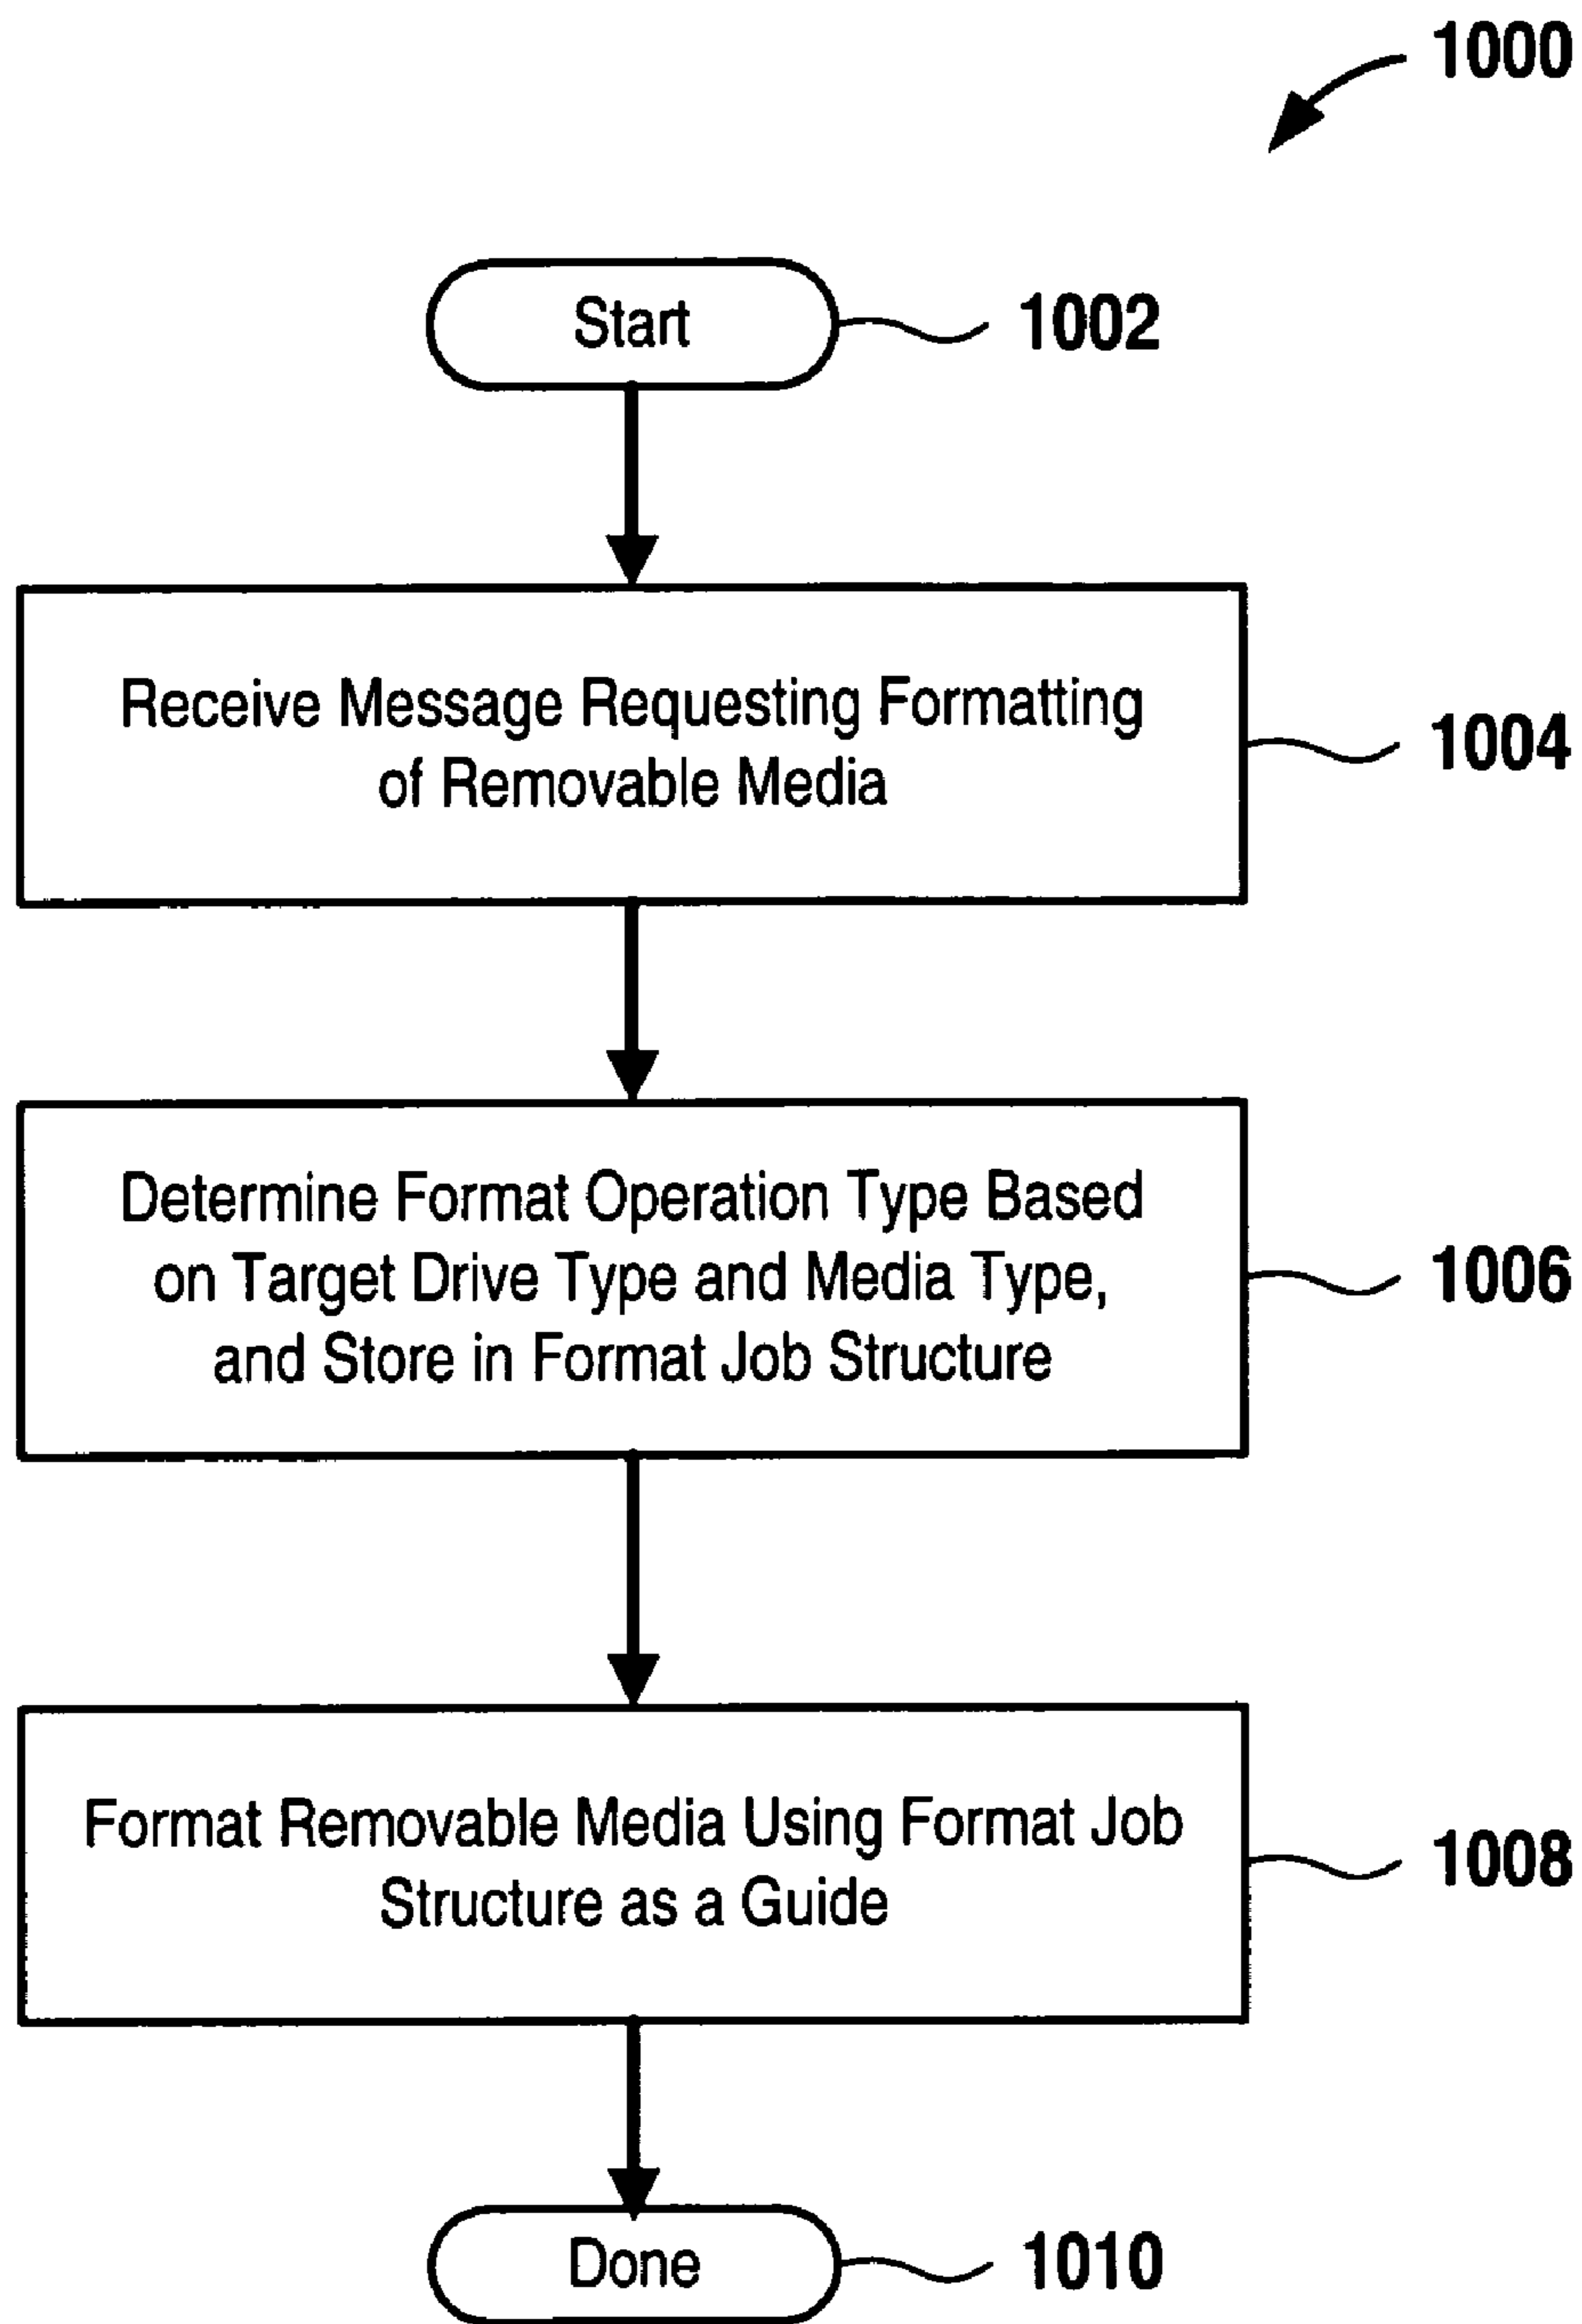 1000
Start
1002
Receive Message Requesting Formatting
of Removable Media
1004
Determine Format Operation Type Based
on Target Drive Type and Media Type,
and Store in Format Job Structure
1006
Format Removable Media Using Format Job
Structure as a Guide
1008
Done
1010